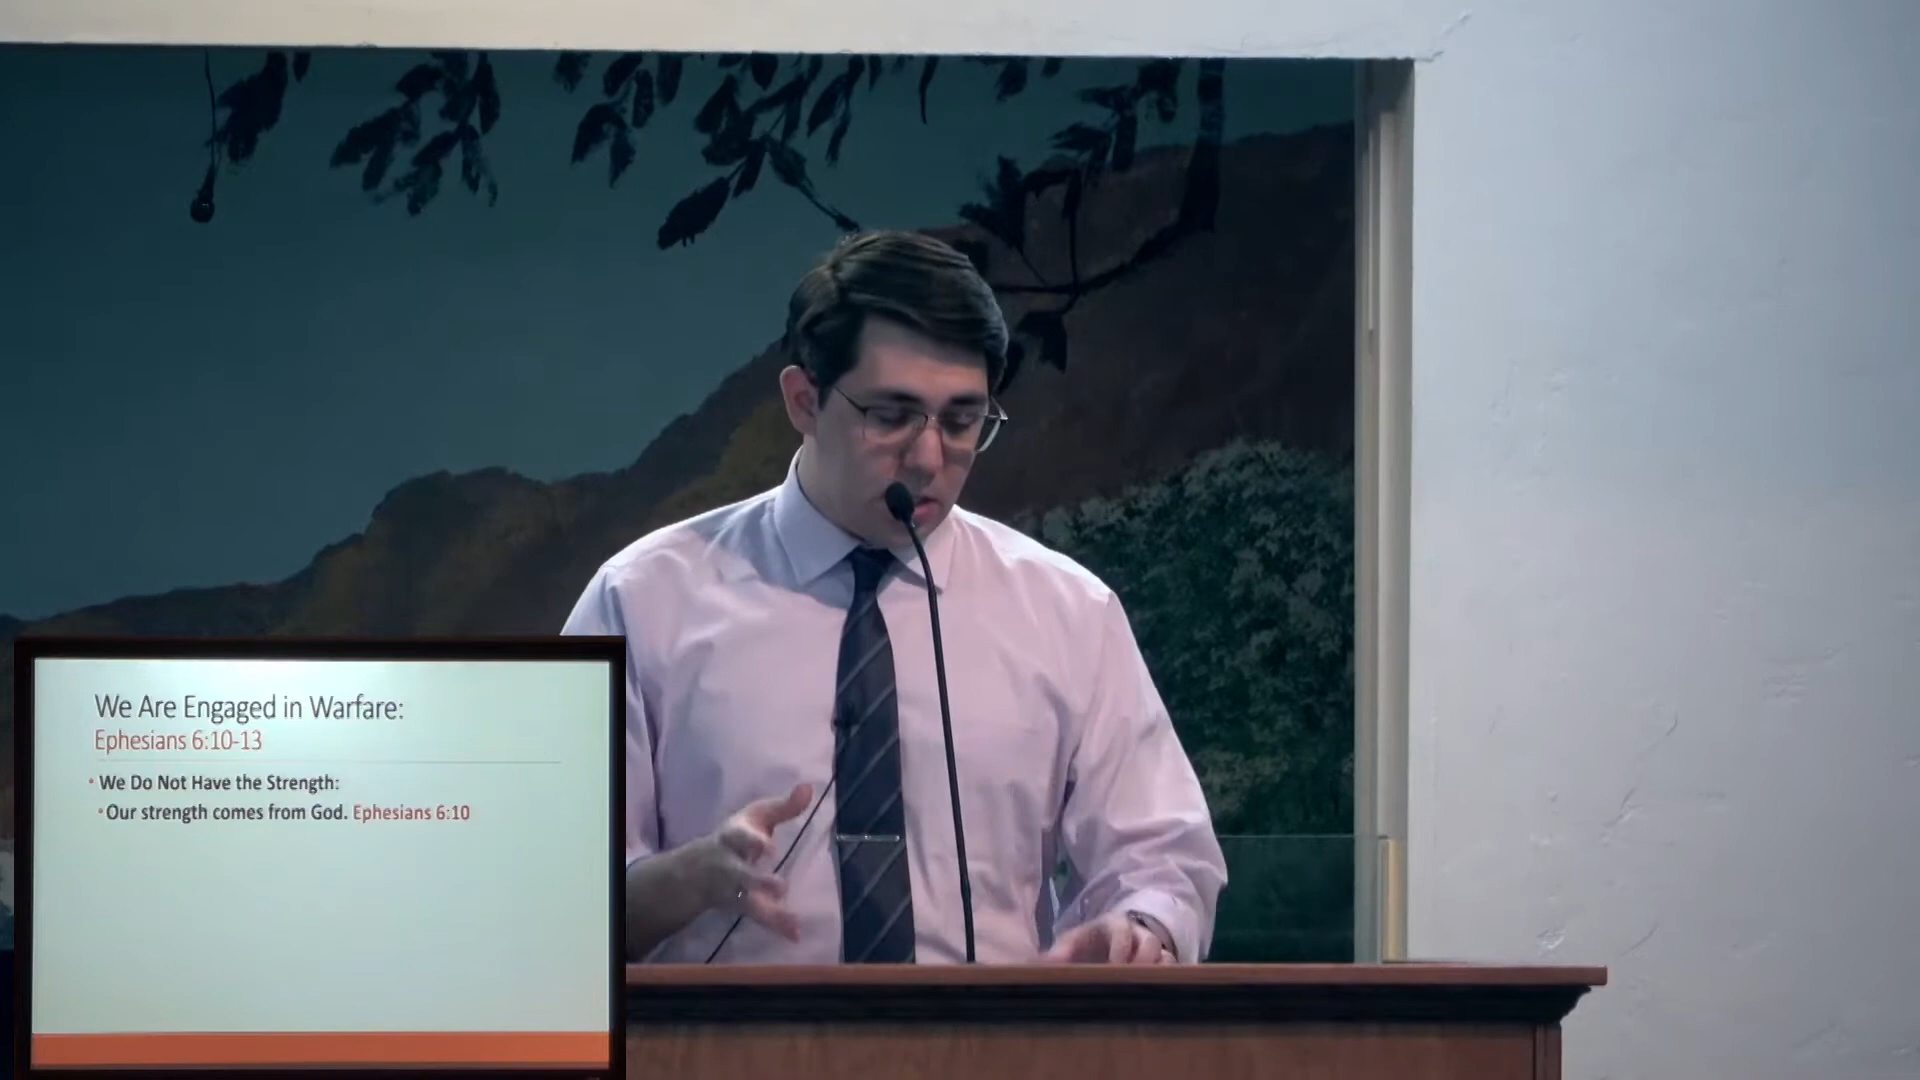 We Are Engaged in Warfare:
Ephesians 6:10-13
• We Do Not Have the Strength:
• Our strength comes from God. Ephesians 6:10